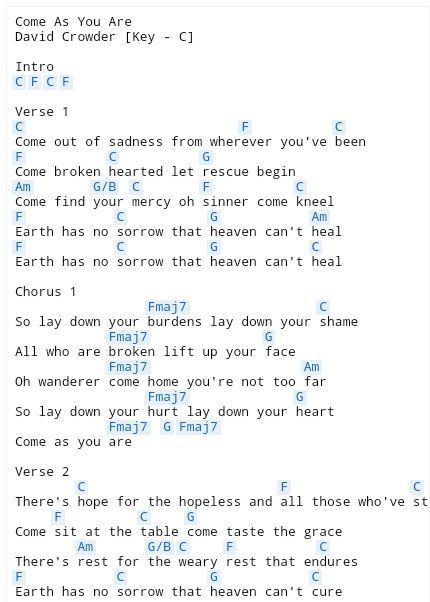 Come As You Are
David Crowder [Key - C]
Intro
C F C F
Verse 1
C F C
Come out of sadness from wherever you've been
F C G
Come broken hearted let rescue begin
Am G/B C F C
Come find your mercy oh sinner come kneel
F C G Am
Earth has no sorrow that heaven can't heal
F C G C
Earth has no sorrow that heaven can't heal
Chorus 1
Fmaj7 C
So lay down your burdens lay down your shame
Fmaj7 G
All who are broken lift up your face
Fmaj7 Am
Oh wanderer come home you're not too far
Fmaj7 G
So lay down your hurt lay down your heart
Fmaj7 G Fmaj7
Come as you are
Verse 2
C F C
There's hope for the hopeless and all those who've st
F C G
Come sit at the table come taste the grace
Am G/B C F C
There's rest for the weary rest that endures
F C G C
Earth has no sorrow that heaven can't cure